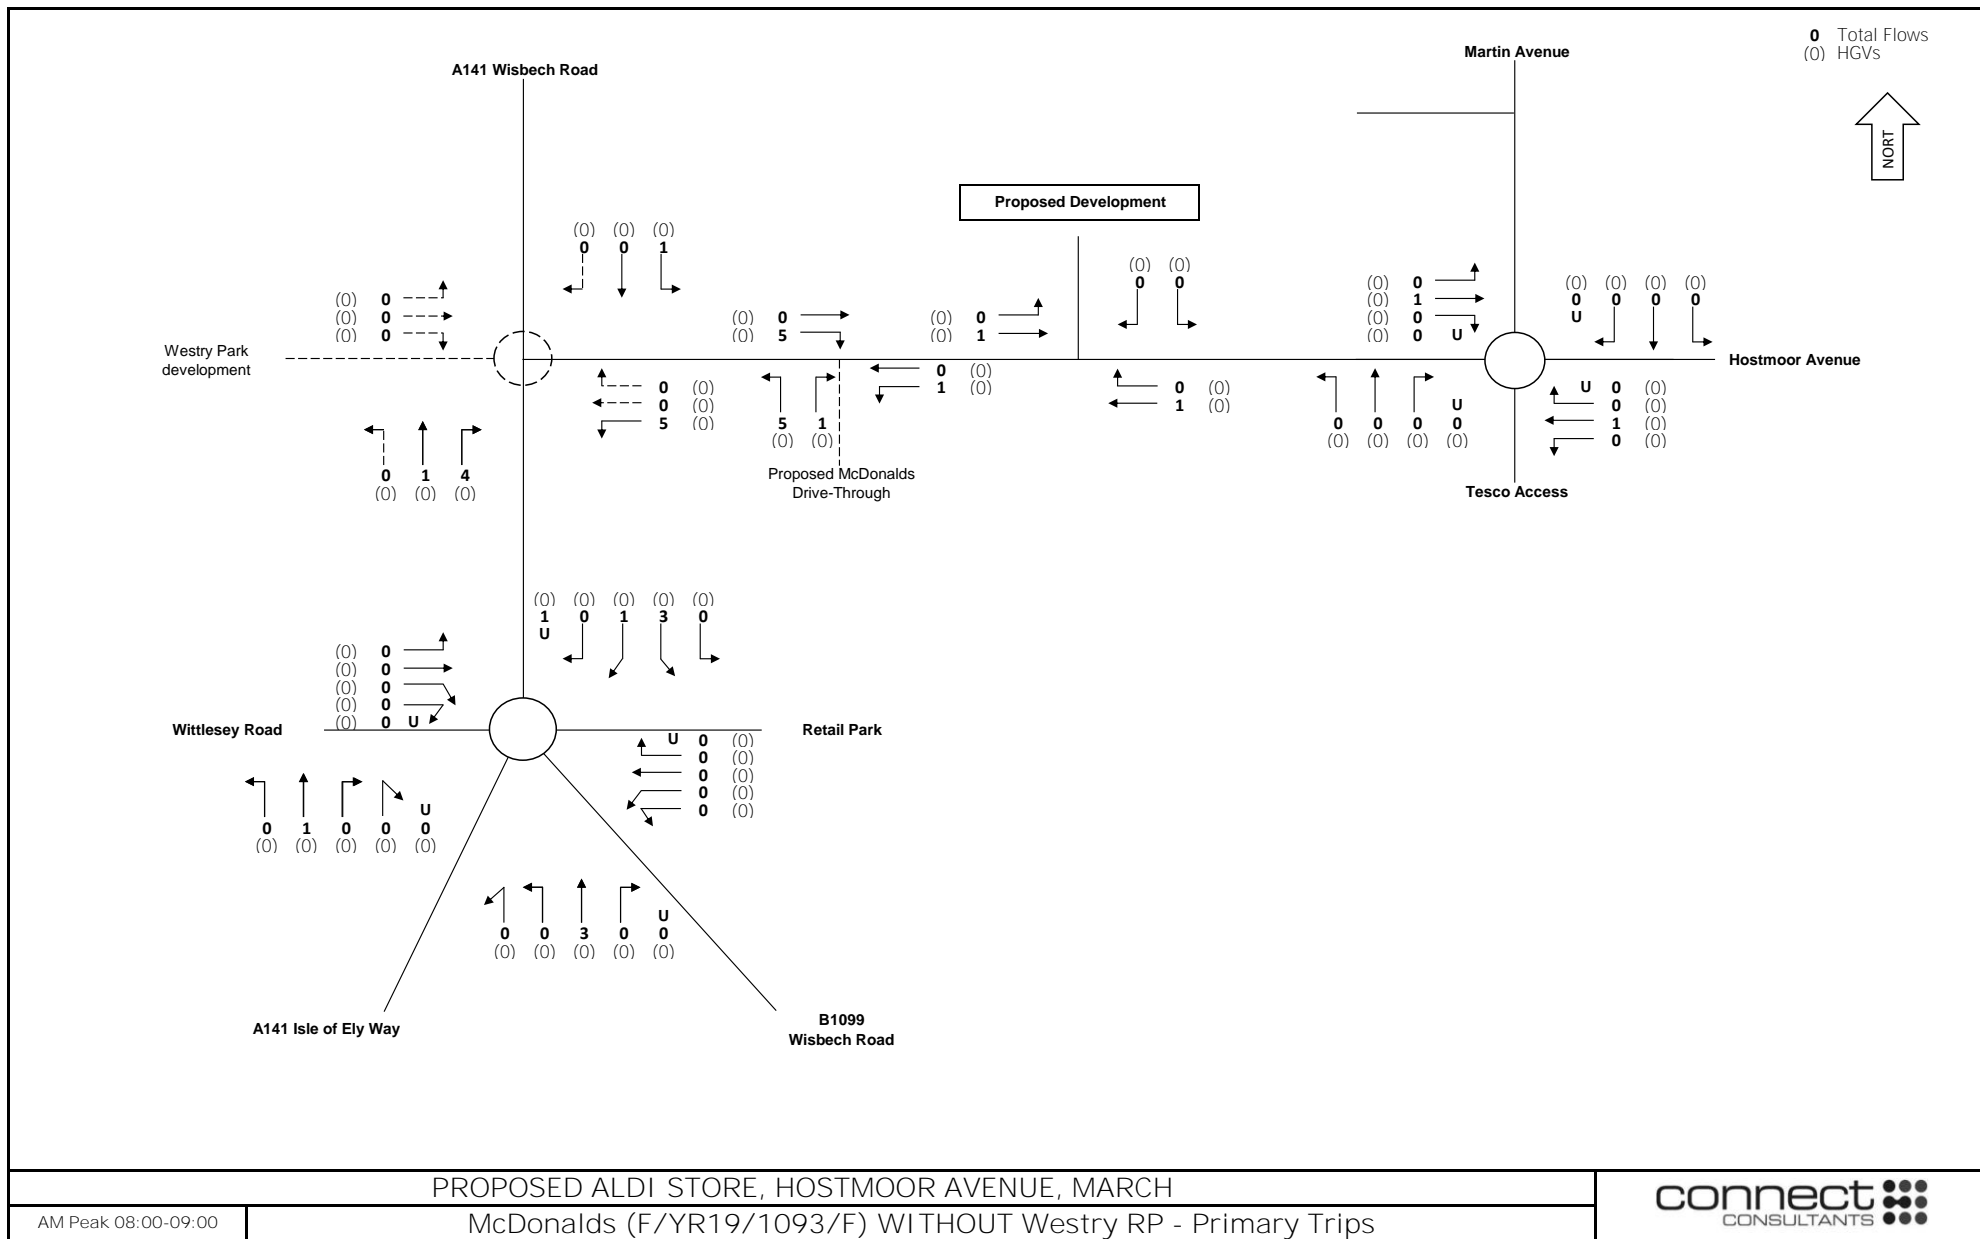 0 Total Flows
(0) HGVs
NORT
Martin Avenue
A141 Wisbech Road
Proposed Development
(0) (0) (0)
0 0 1
(0) 0
(0) 0
(0) 0
(0) 0
(0) 5
(0) 0
(0) 1
(0) (0)
0 0
(0) 0
(0) 1
(0) 0
(0) 0 U
(0) (0) (0) (0)
0 0 0 0
U
Westry Park
development
Hostmoor Avenue
0 (0)
0 (0)
5 (0)
5 1
(0) (0)
0 (0)
1 (0)
0 (0)
1 (0)
U
0 0 0 0
(0) (0) (0) (0)
U 0 (0)
0 (0)
1 (0)
0 (0)
0 1 4
(0) (0) (0)
Proposed McDonalds
Drive-Through
Tesco Access
(0) (0) (0) (0) (0)
1 0 1 3 0
U
(0) 0
(0) 0
(0) 0
(0) 0
(0) 0 U
Wittlesey Road
Retail Park
U 0 (0)
0 (0)
0 (0)
0 (0)
0 (0)
U
0 1 0 0 0
(0) (0) (0) (0) (0)
U
0 0 3 0 0
(0) (0) (0) (0) (0)
A141 Isle of Ely Way
B1099
Wisbech Road
PROPOSED ALDI STORE, HOSTMOOR AVENUE, MARCH
AM Peak 08:00-09:00
McDonalds (F/YR19/1093/F) WITHOUT Westry RP - Primary Trips
connect
CONSULTANTS